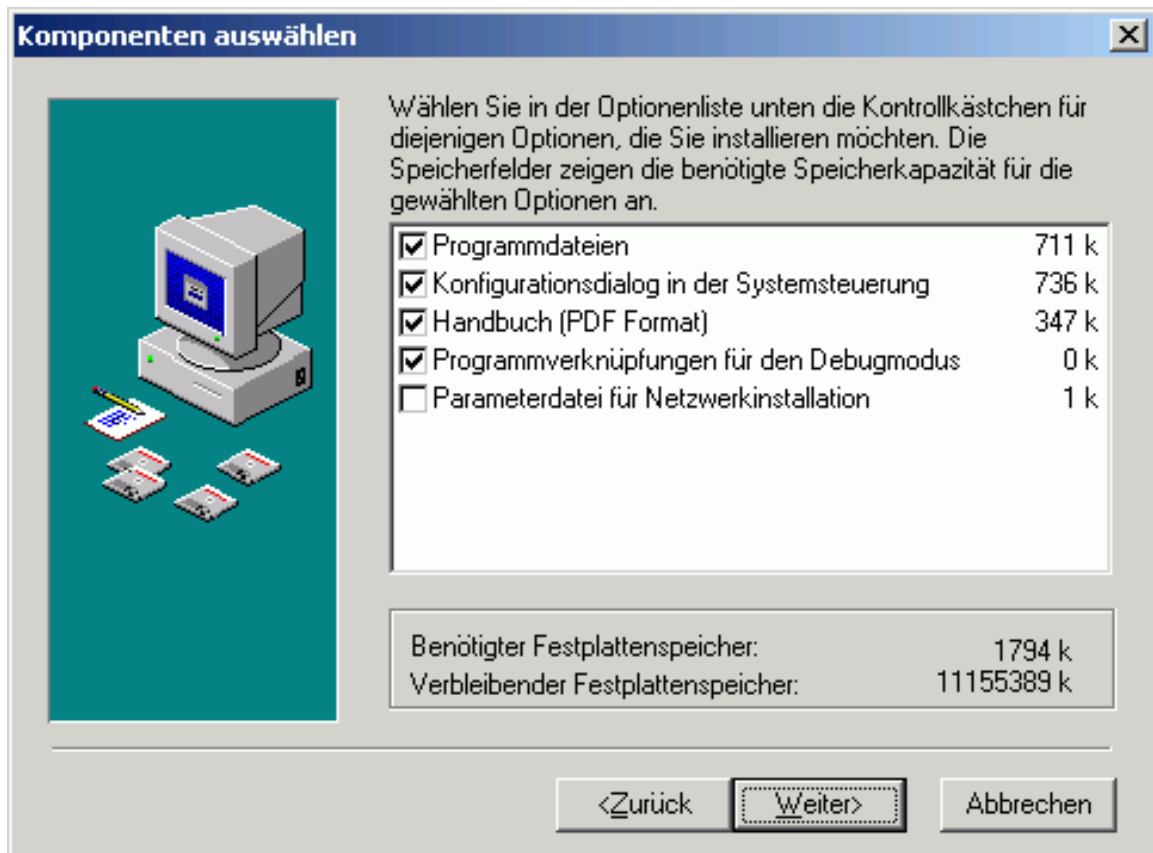 Komponenten auswählen
Wählen Sie in der Optionenliste unten die Kontrollkästchen für
diejenigen Optionen, die Sie installieren möchten. Die
Speicherfelder zeigen die benötigte Speicherkapazität für die
gewählten Optionen an.
Programmdateien 711 k
Konfigurationsdialog in der Systemsteuerung 736 k
Handbuch (PDF Format) 347 k
Programmverknüpfungen für den Debugmodus 0 k
Parameterdatei für Netzwerkinstallation 1 k
Benötigter Festplattenspeicher: 1794 k
Verbleibender Festplattenspeicher: 11155389 k
<Zurück Weiter> Abbrechen